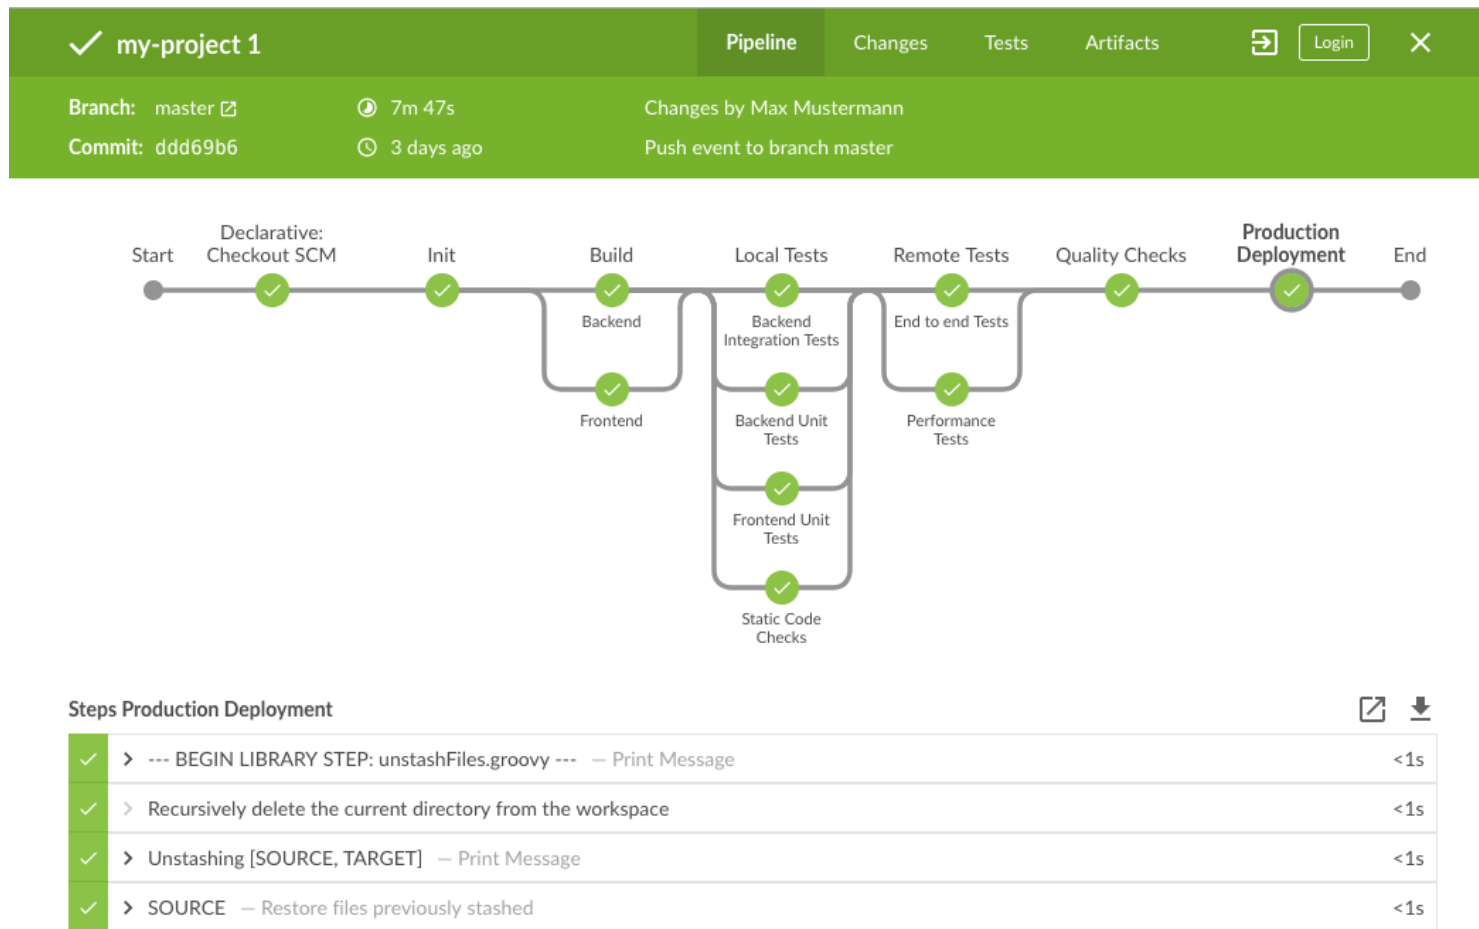 my-project 1
Pipeline
Changes
Tests
Artifacts
Login
Branch: master
7m 47s
Changes by Max Mustermann
Commit: ddd69b6
3 days ago
Push event to branch master
Start
Declarative:
Checkout SCM
Init
Build
Local Tests
Remote Tests
Quality Checks
Production
Deployment
End
Backend
Backend
Integration Tests
End to end Tests
Frontend
Backend Unit
Tests
Performance
Tests
Frontend Unit
Tests
Static Code
Checks
Steps Production Deployment
--- BEGIN LIBRARY STEP: unstashFiles.groovy --- — Print Message <1s
Recursively delete the current directory from the workspace <1s
Unstashing [SOURCE, TARGET] — Print Message <1s
SOURCE — Restore files previously stashed <1s